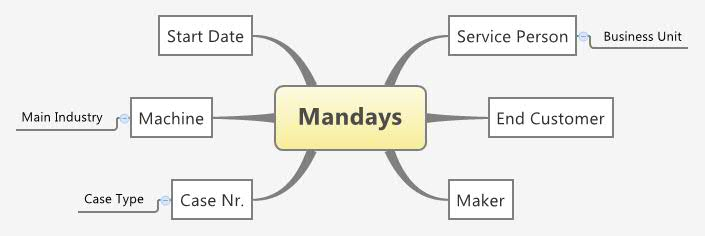 Start Date
Service Person
Business Unit
Main Industry
Machine
Mandays
End Customer
Case Type
Case Nr.
Maker